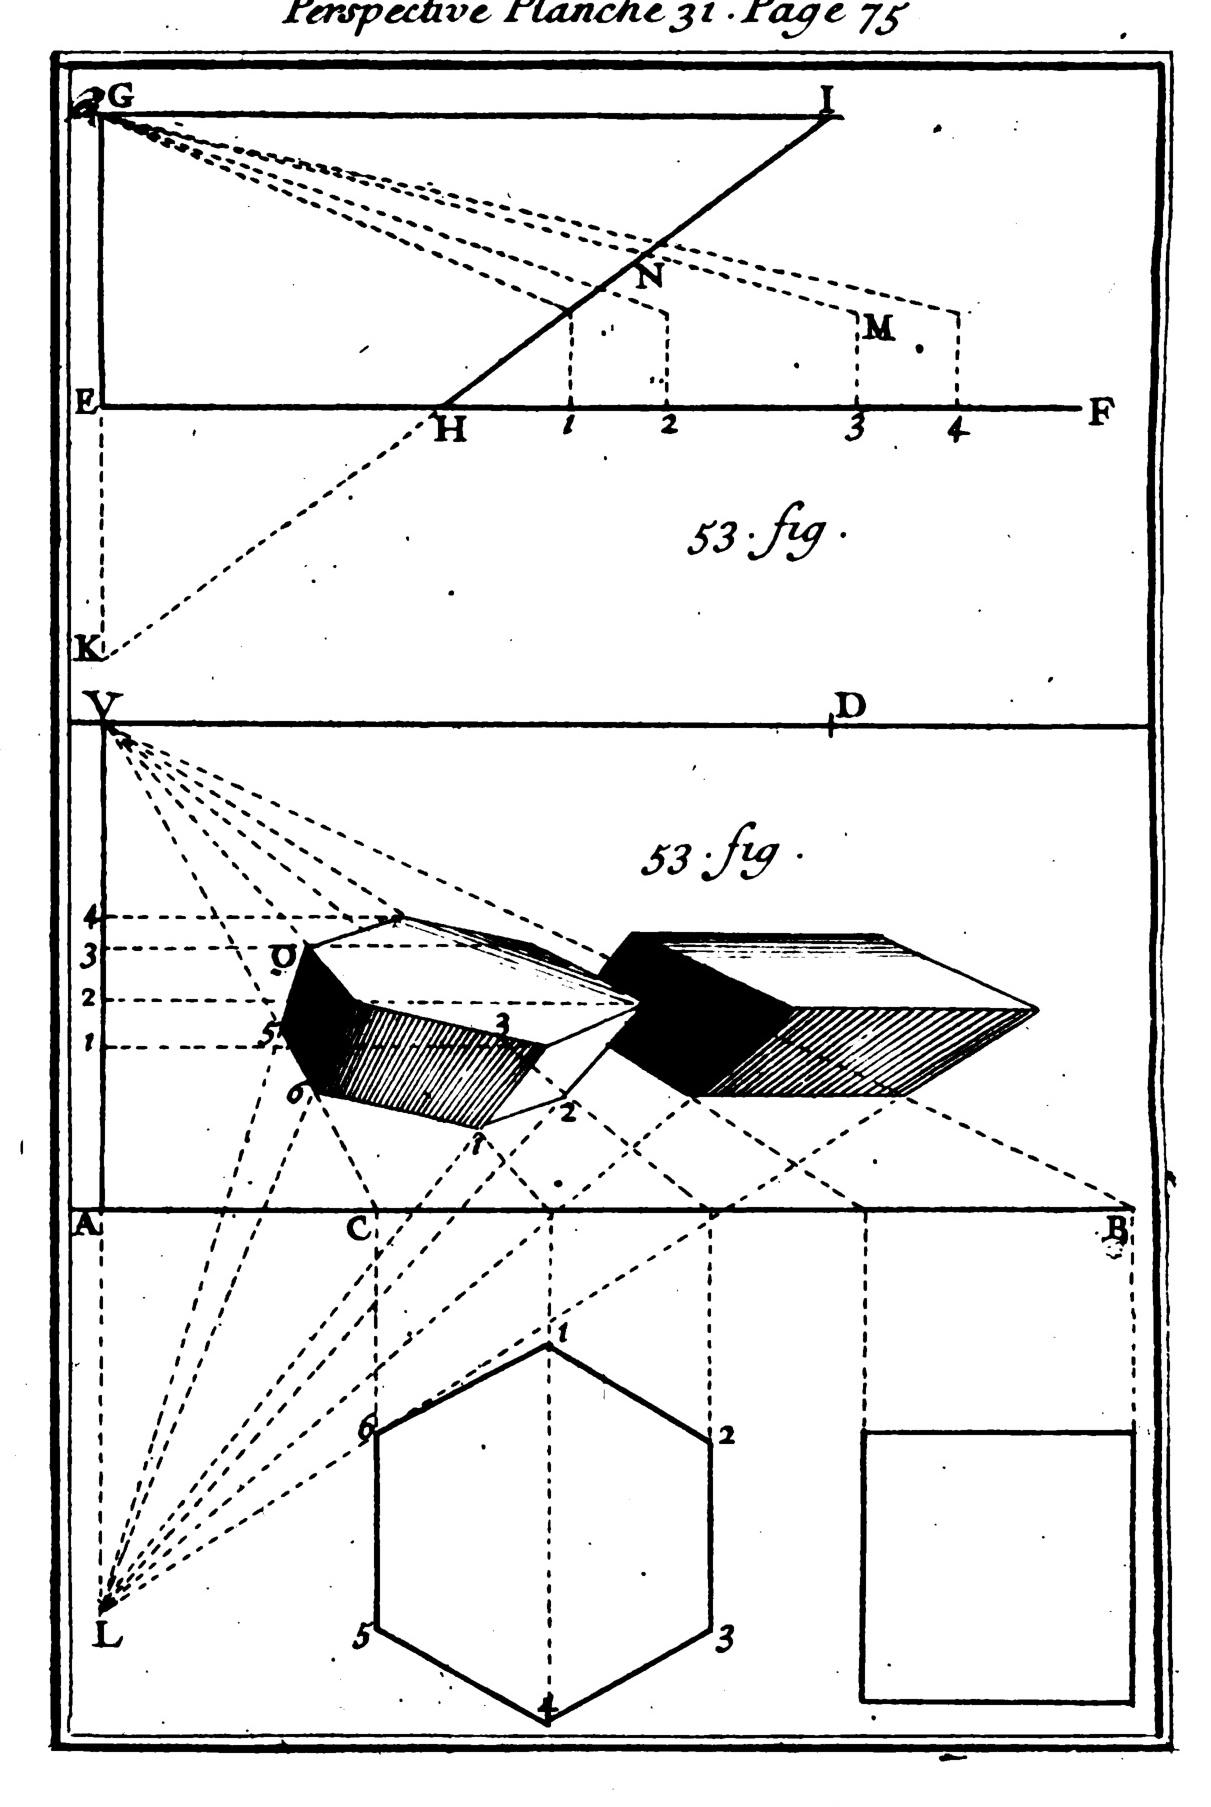 Perspective Planche 31 . Page 75
G I
N
M
E H 1 2 3 4 F
53 . fig .
K
V D
53 . fig .
4
3 O
2
1 5 3
6 2
1
A C B
1
6 2
L 5 3
4